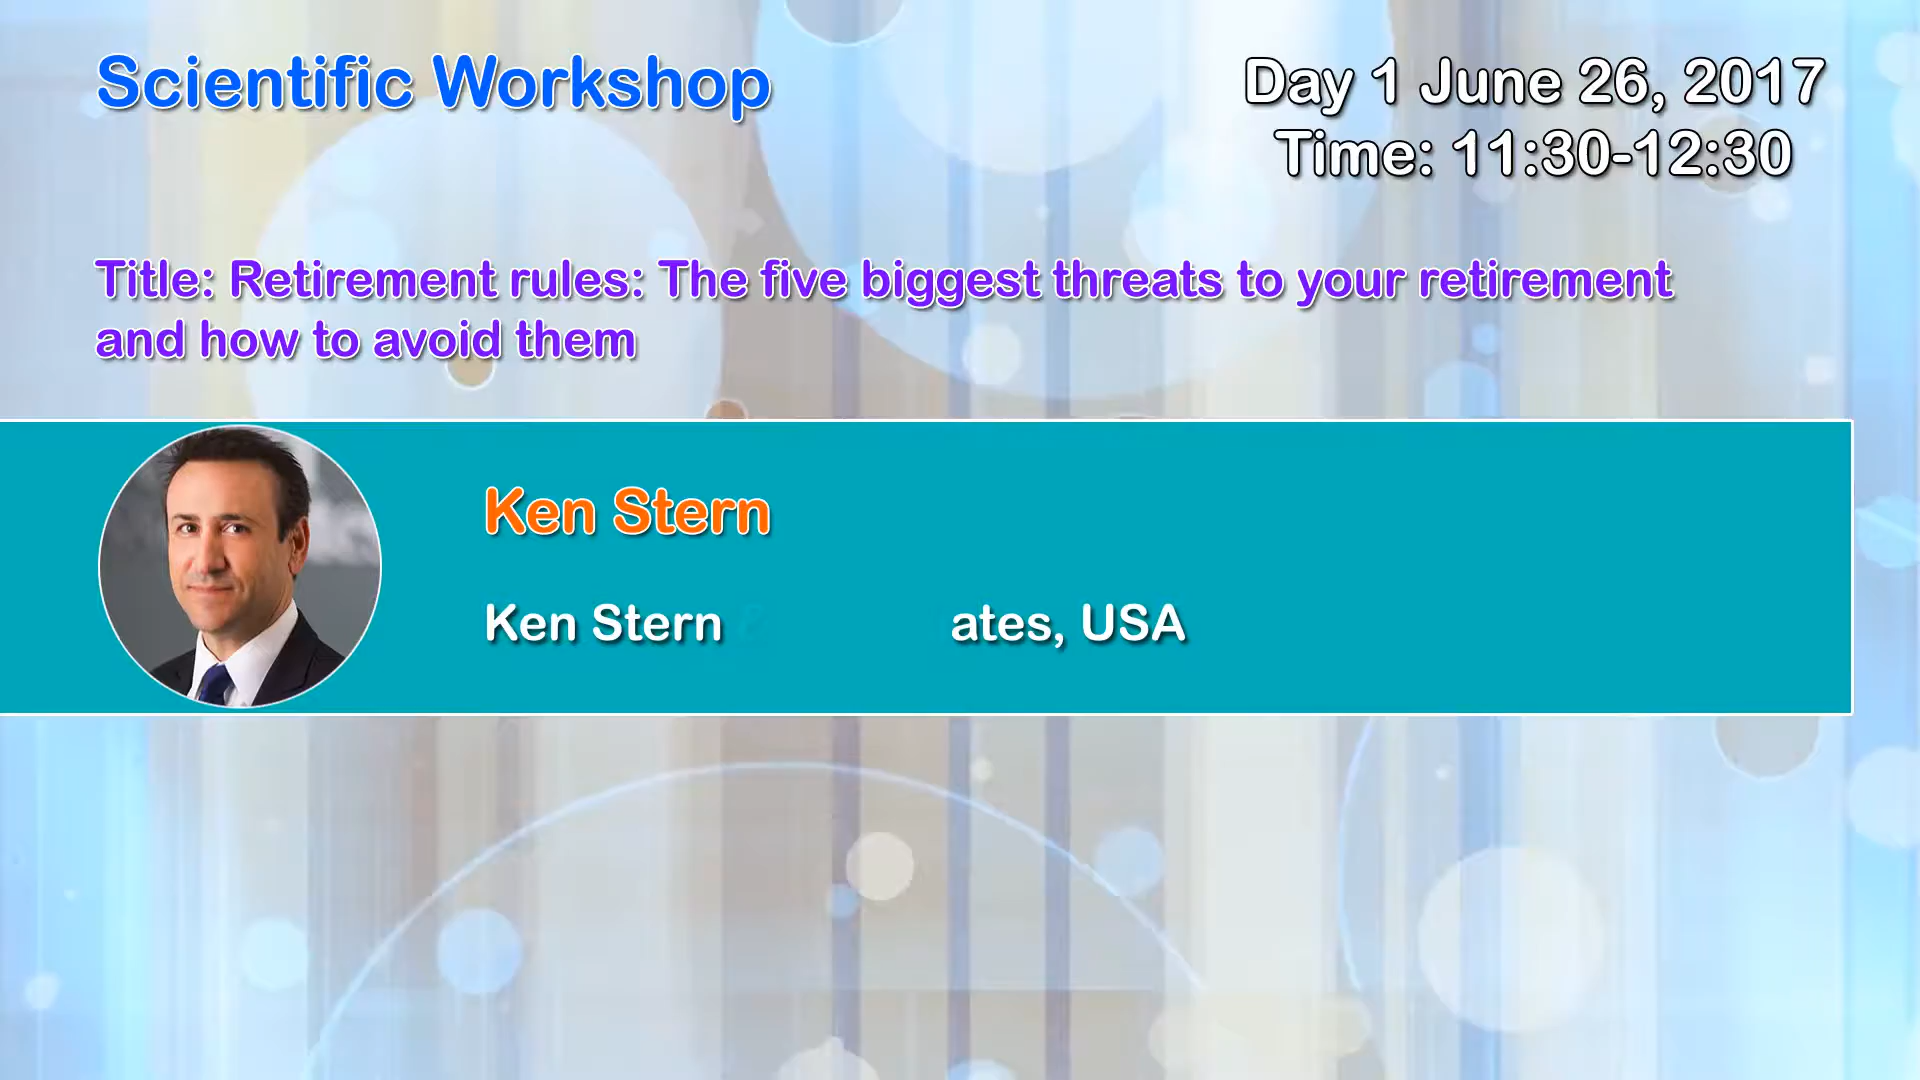 Scientific Workshop
Day 1 June 26, 2017
Time: 11:30-12:30
Title: Retirement rules: The five biggest threats to your retirement
and how to avoid them
Ken Stern
Ken Stern ates, USA